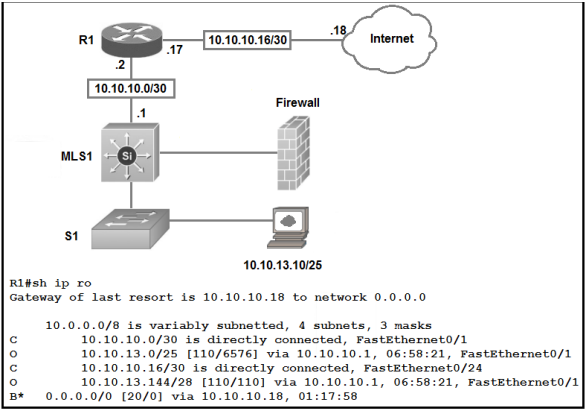 R1
.17
10.10.10.16/30
.18
Internet
.2
10.10.10.0/30
.1
Firewall
MLS1
Si
S1
10.10.13.10/25
R1#sh ip ro
Gateway of last resort is 10.10.10.18 to network 0.0.0.0
10.0.0.0/8 is variably subnetted, 4 subnets, 3 masks
C 10.10.10.0/30 is directly connected, FastEthernet0/1
O 10.10.13.0/25 [110/6576] via 10.10.10.1, 06:58:21, FastEthernet0/1
C 10.10.10.16/30 is directly connected, FastEthernet0/24
O 10.10.13.144/28 [110/110] via 10.10.10.1, 06:58:21, FastEthernet0/1
B* 0.0.0.0/0 [20/0] via 10.10.10.18, 01:17:58